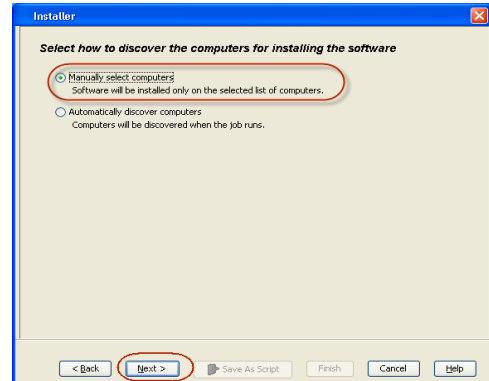 Installer
Select how to discover the computers for installing the software
Manually select computers
Software will be installed only on the selected list of computers.
Automatically discover computers
Computers will be discovered when the job runs.
< Back Next > Save As Script Finish Cancel Help